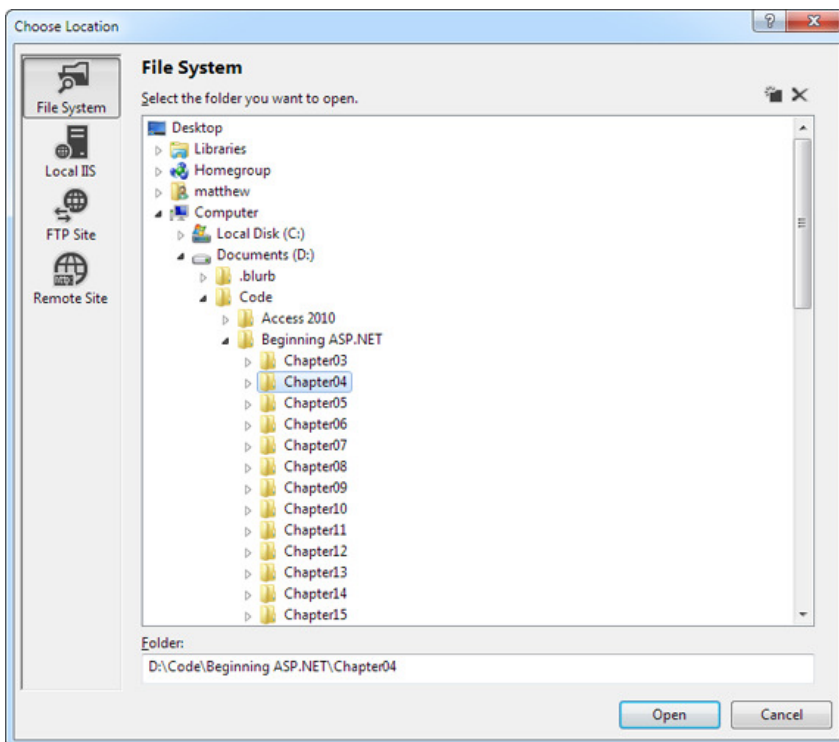 Choose Location
File System
Local IIS
FTP Site
http
Remote Site
File System
Select the folder you want to open.
Desktop
Libraries
Homegroup
matthew
Computer
Local Disk (C:)
Documents (D:)
.blurb
Code
Access 2010
Beginning ASP.NET
Chapter03
Chapter04
Chapter05
Chapter06
Chapter07
Chapter08
Chapter09
Chapter10
Chapter11
Chapter12
Chapter13
Chapter14
Chapter15
Folder:
D:\Code\Beginning ASP.NET\Chapter04
Open
Cancel